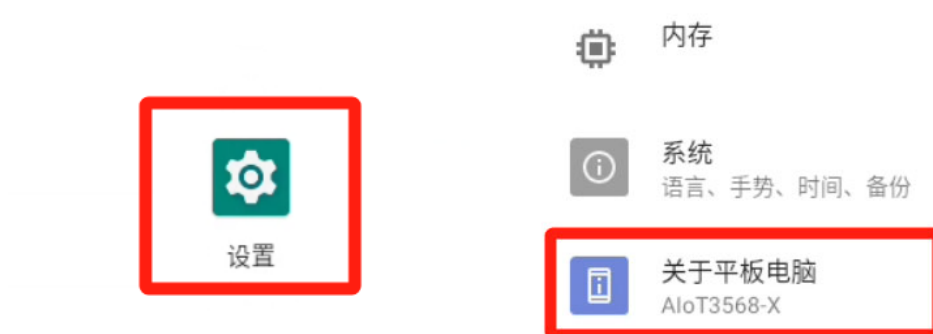 设置
内存
系统
语言、手势、时间、备份
关于平板电脑
AIoT3568-X